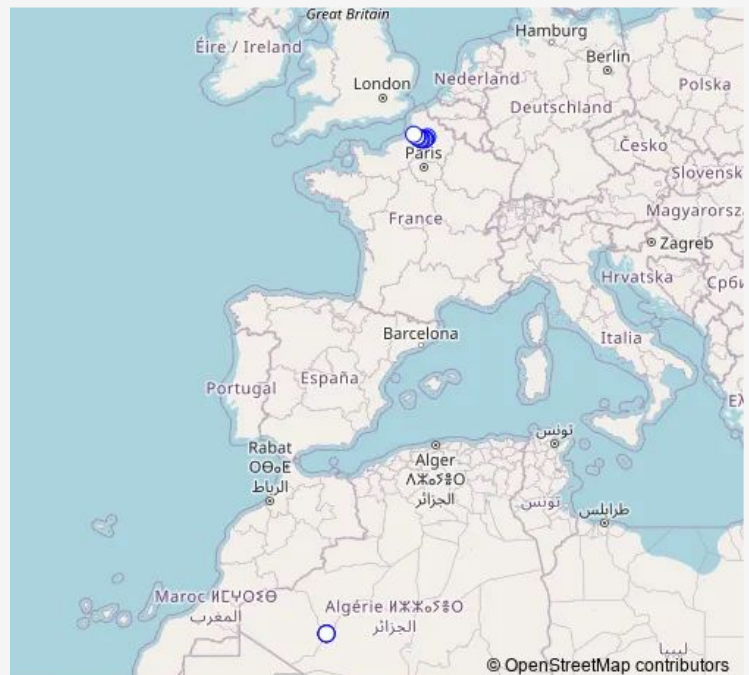 Great Britain
Éire / Ireland
Hamburg
Berlin
London
Nederland
Polska
Deutschland
Česko
Paris
Slovensk
France
Magyarorsz
Zagreb
Hrvatska
Срби
Barcelona
Italia
España
Portugal
Ελ
تونس
Rabat
ⵔⴱⴰⵟ
الرباط
Alger
ⴷⵣⴰⵢⴻⵔ
الجزائر
تونس
طرابلس
Maroc ⵍⵎⵖⵔⵉⴱ
المغرب
Algérie ⵍⵣⵣⴰⵢⴻⵔ
الجزائر
ليبيا
© OpenStreetMap contributors